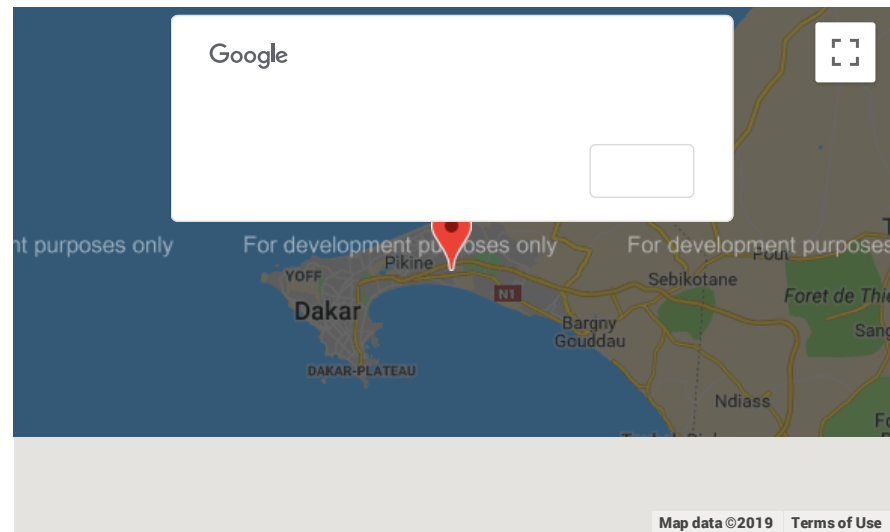 Google
nt purposes only For development purposes only For development purposes
Pout
Pikine
YOFF
Sebikotane
N1
Foret de Thi
Dakar
Bargny
Gouddau
Sang
DAKAR-PLATEAU
Ndiass
Map data ©2019 Terms of Use